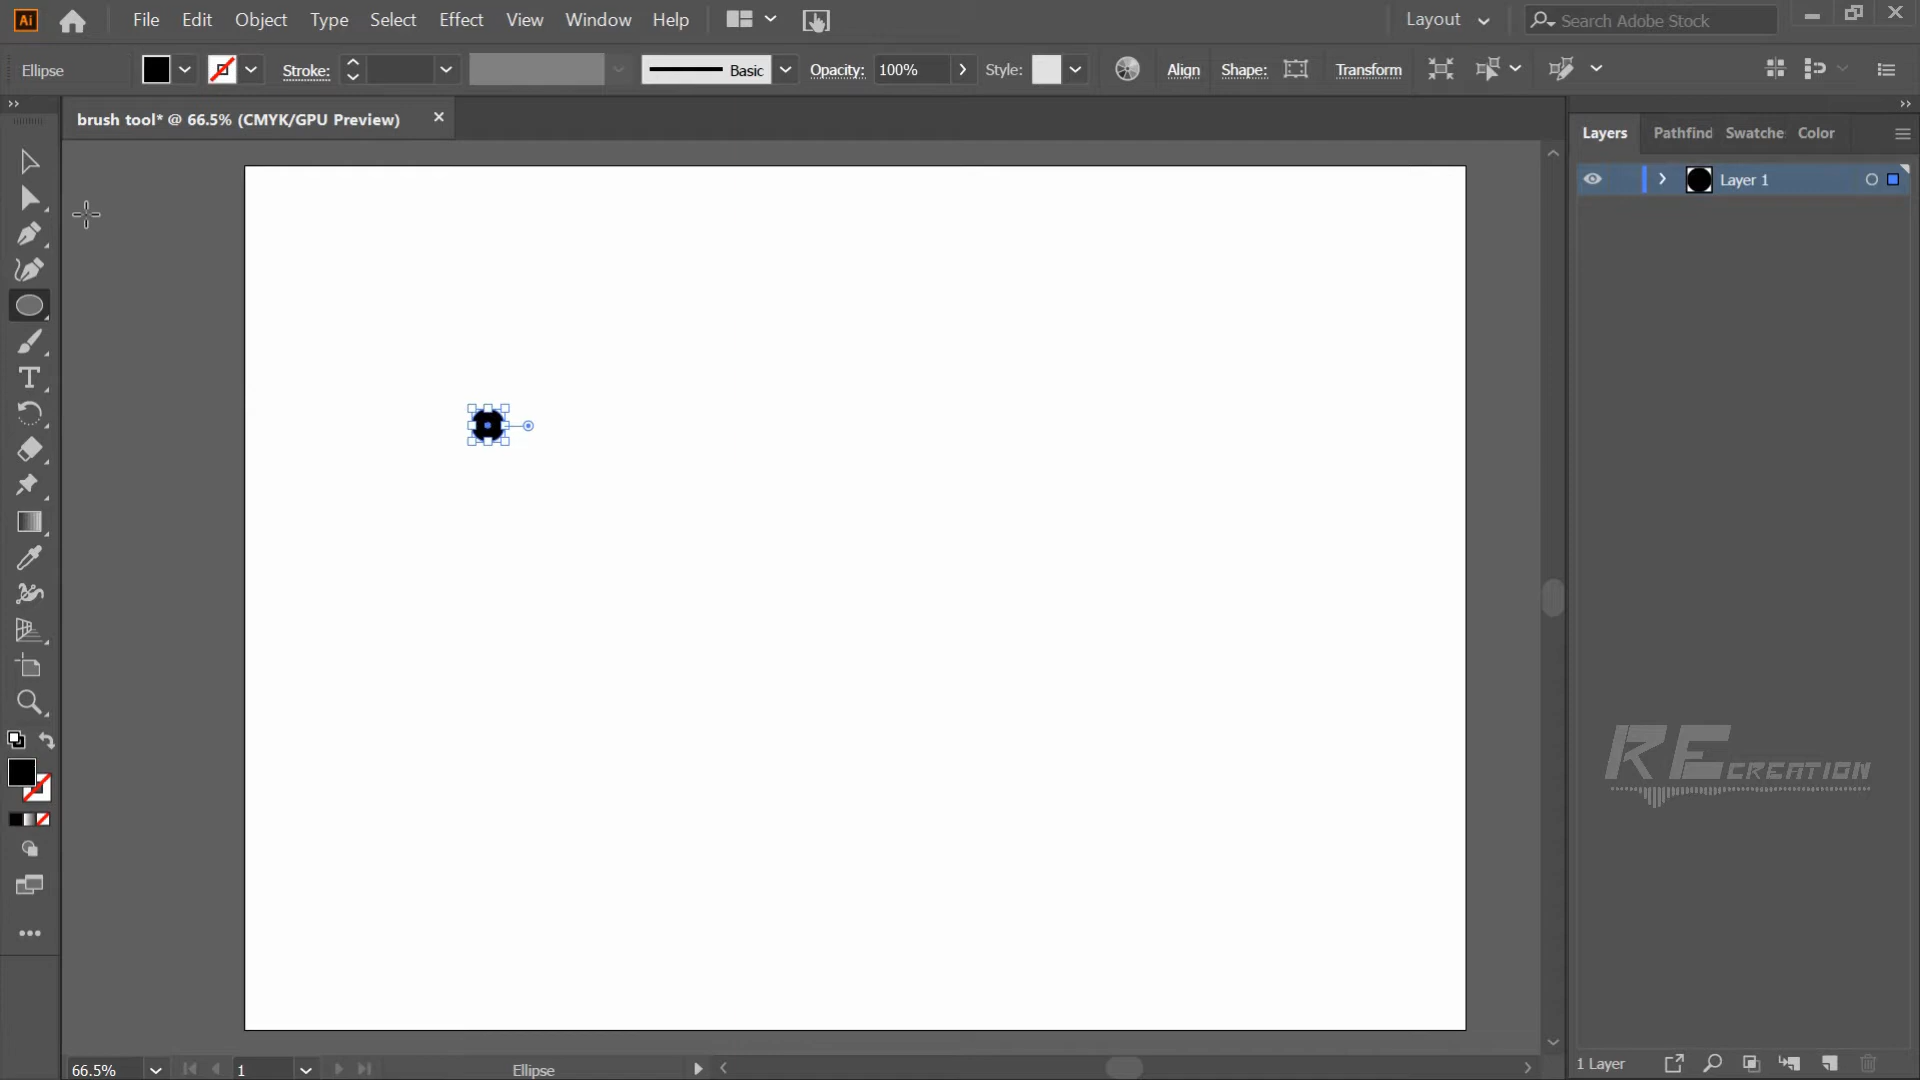 Ai File Edit Object Type Select Effect View Window Help Layout Search Adobe Stock
Ellipse Stroke: Basic Opacity: 100% Style: Align Shape: Transform
brush tool* @ 66.5% (CMYK/GPU Preview)
Layers Pathfind Swatche Color
Layer 1
RE CREATION
1 Layer
66.5% 1 Ellipse